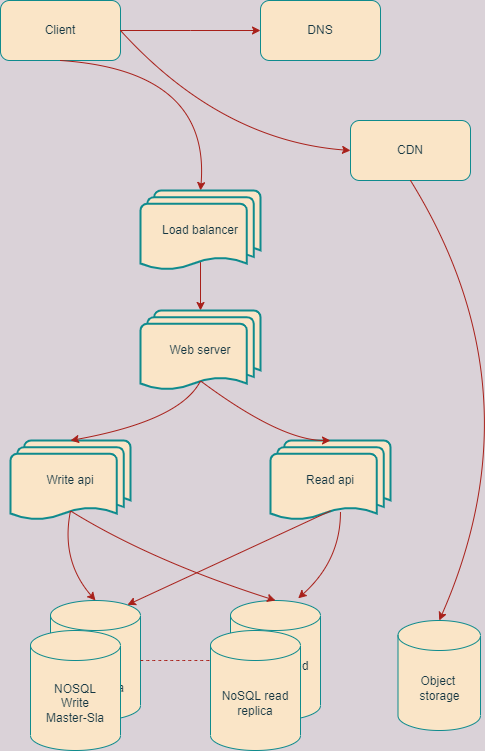 Client
DNS
CDN
Load balancer
Web server
Write api
Read api
NOSQL
Write
Master-Sla
NoSQL read
replica
Object
storage